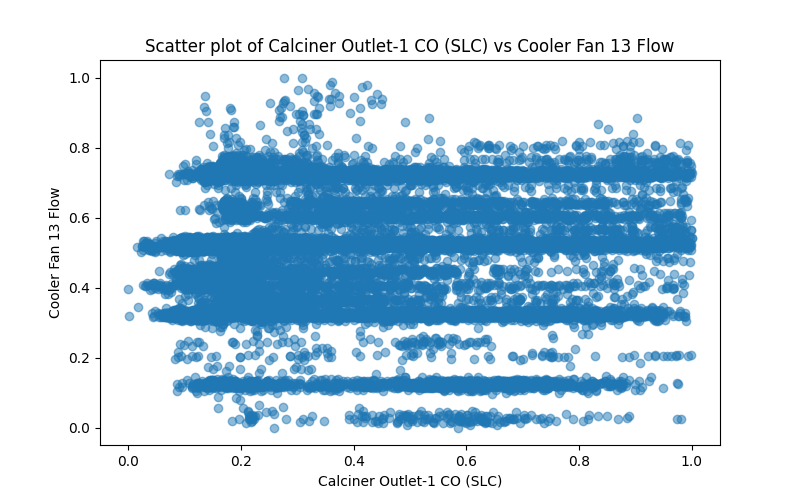 Scatter plot of Calciner Outlet-1 CO (SLC) vs Cooler Fan 13 Flow
1.0
0.8
0.6
0.4
0.2
0.0
Cooler Fan 13 Flow
0.0 0.2 0.4 0.6 0.8 1.0
Calciner Outlet-1 CO (SLC)